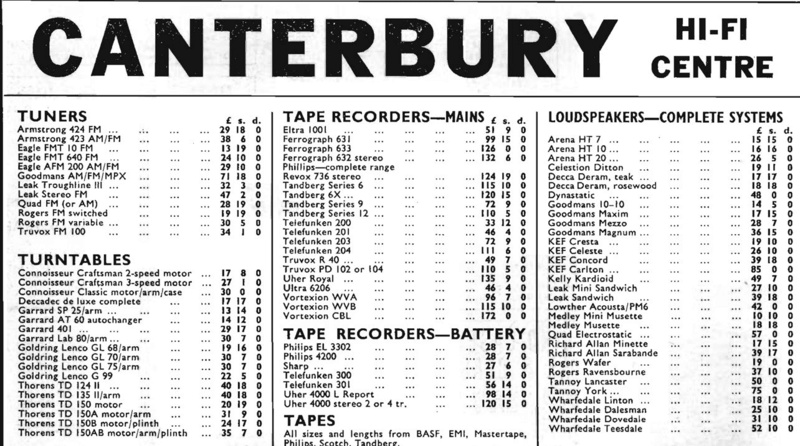 CANTERBURY
HI-FI
CENTRE
TUNERS
£ s. d.
Armstrong 424 FM ... ... ... ... 29 18 0
Armstrong 423 AM/FM ... ... ... 38 6 0
Eagle FMT 10 FM ... ... ... ... 13 19 0
Eagle FMT 640 FM ... ... ... ... 24 10 0
Eagle AFM 200 AM/FM ... ... ... 29 10 0
Goodmans AM/FM/MPX ... ... ... 71 18 0
Leak Troughline III ... ... ... ... 32 3 0
Leak Stereo FM ... ... ... ... 47 2 0
Quad FM (or AM) ... ... ... ... 28 19 0
Rogers FM switched ... ... ... 19 19 0
Rogers FM variable ... ... ... ... 30 5 0
Truvox FM 100 ... ... ... ... 34 1 0
TURNTABLES
Connoisseur Craftsman 2-speed motor ... 17 8 0
Connoisseur Craftsman 3-speed motor ... 27 1 0
Connoisseur Classic motor/arm/case ... 30 0 0
Deccadec de luxe complete ... ... 17 17 0
Garrard SP 25/arm ... ... ... ... 13 14 0
Garrard AT 60 autochanger ... ... 14 12 0
Garrard 401 ... ... ... ... ... 29 17 0
Garrard Lab 80/arm ... ... ... ... 30 7 0
Goldring Lenco GL 68/arm ... ... 19 16 0
Goldring Lenco GL 70/arm ... ... 30 7 0
Goldring Lenco GL 75/arm ... ... 30 7 0
Goldring Lenco G 99 ... ... ... 22 5 0
Thorens TD 124 II ... ... ... ... 40 18 0
Thorens TD 135 II/arm ... ... ... 40 18 0
Thorens TD 150 motor ... ... ... 20 19 0
Thorens TD 150A motor/arm ... ... 31 9 0
Thorens TD 150B motor/plinth ... ... 24 17 0
Thorens TD 150AB motor/arm/plinth ... 35 7 0
TAPE RECORDERS—MAINS £ s. d.
Eltra 1001 ... ... ... ... 51 9 0
Ferrograph 631 ... ... ... ... 99 15 0
Ferrograph 633 ... ... ... ... 126 0 0
Ferrograph 632 stereo ... ... ... 132 6 0
Phillips—complete range
Revox 736 stereo ... ... ... ... 124 19 0
Tandberg Series 6 ... ... ... ... 115 10 0
Tandberg 6X ... ... ... ... ... 120 15 0
Tandberg Series 9 ... ... ... ... 72 9 0
Tandberg Series 12 ... ... ... ... 110 5 0
Telefunken 200 ... ... ... ... 33 12 0
Telefunken 201 ... ... ... ... 46 4 0
Telefunken 203 ... ... ... ... 72 9 0
Telefunken 204 ... ... ... ... 111 6 0
Truvox R 40 ... ... ... ... ... 49 7 0
Truvox PD 102 or 104 ... ... ... 110 5 0
Uher Royal ... ... ... ... ... 135 9 0
Ultra 6206 ... ... ... ... ... 46 4 0
Vortexion WVA ... ... ... ... 96 7 0
Vortexion WVB ... ... ... ... 115 10 0
Vortexion CBL ... ... ... ... 172 0 0
TAPE RECORDERS—BATTERY
Philips EL 3302 ... ... ... ... 28 7 0
Philips 4200 ... ... ... ... ... 28 7 0
Sharp ... ... ... ... ... 27 6 0
Telefunken 300 ... ... ... ... 51 9 0
Telefunken 301 ... ... ... ... 56 14 0
Uher 4000 L Report ... ... ... 98 14 0
Uher 4000 stereo 2 or 4 tr. ... ... 120 15 0
TAPES
All sizes and lengths from BASF, EMI, Mastertape,
Philips, Scotch, Tandberg.
LOUDSPEAKERS—COMPLETE SYSTEMS
£ s. d.
Arena HT 7 ... ... ... ... ... 15 15 0
Arena HT 10 ... ... ... ... ... 16 16 0
Arena HT 20 ... ... ... ... ... 26 5 0
Celestion Ditton ... ... ... ... 19 11 0
Decca Deram, teak ... ... ... ... 17 17 0
Decca Deram, rosewood ... ... ... 18 18 0
Dynastatic ... ... ... ... ... 48 0 0
Goodmans 10-10 ... ... ... ... 14 5 0
Goodmans Maxim ... ... ... ... 17 15 0
Goodmans Mezzo ... ... ... ... 28 7 0
Goodmans Magnum ... ... ... ... 36 15 0
KEF Cresta ... ... ... ... ... 19 10 0
KEF Celeste ... ... ... ... ... 26 10 0
KEF Concord ... ... ... ... ... 39 18 0
KEF Carlton ... ... ... ... ... 85 0 0
Kelly Kardioid ... ... ... ... 49 7 0
Leak Mini Sandwich ... ... ... ... 27 10 0
Leak Sandwich ... ... ... ... 39 18 0
Lowther Acousta/PM6 ... ... ... 42 0 0
Medley Mini Musette ... ... ... 10 10 0
Medley Musette ... ... ... ... 18 18 0
Quad Electrostatic ... ... ... ... 57 0 0
Richard Allan Minette ... ... ... 17 15 0
Richard Allan Sarabande ... ... ... 39 17 0
Rogers Wafer ... ... ... ... 19 0 0
Rogers Ravensbourne ... ... ... 37 10 0
Tannoy Lancaster ... ... ... ... 50 0 0
Tannoy York ... ... ... ... ... 75 0 0
Wharfedale Linton ... ... ... ... 18 12 0
Wharfedale Dalesman ... ... ... 25 10 0
Wharfedale Dovedale ... ... ... 31 10 0
Wharfedale Teesdale ... ... ... 52 10 0